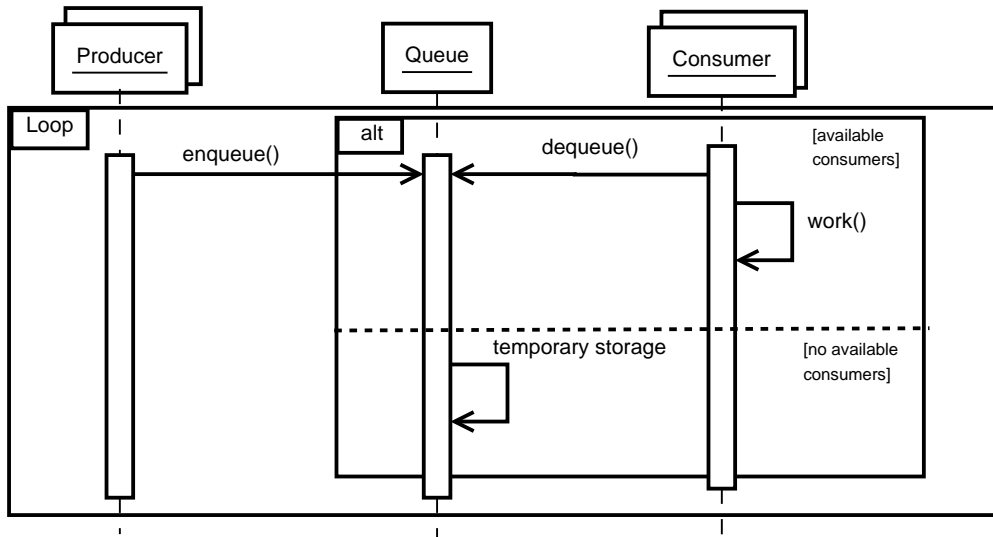 Producer
Queue
Consumer
Loop
alt
[available
consumers]
enqueue()
dequeue()
work()
temporary storage
[no available
consumers]